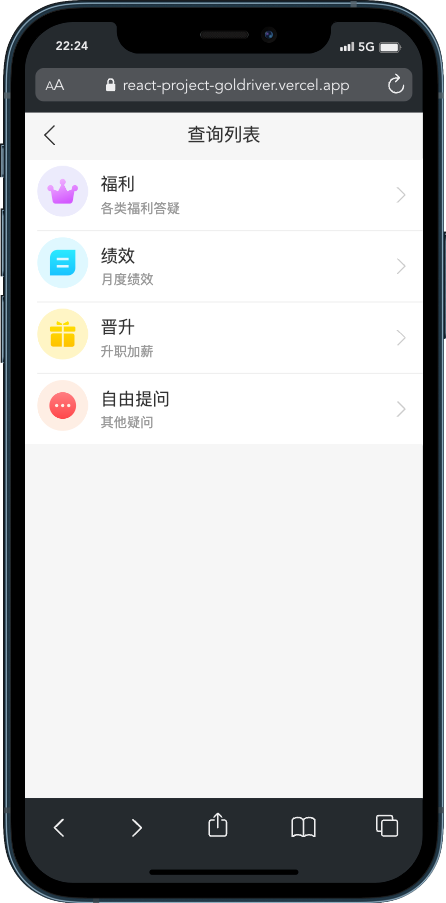 22:24
5G
AA
react-project-goldriver.vercel.app
查询列表
福利
各类福利答疑
绩效
月度绩效
晋升
升职加薪
自由提问
其他疑问